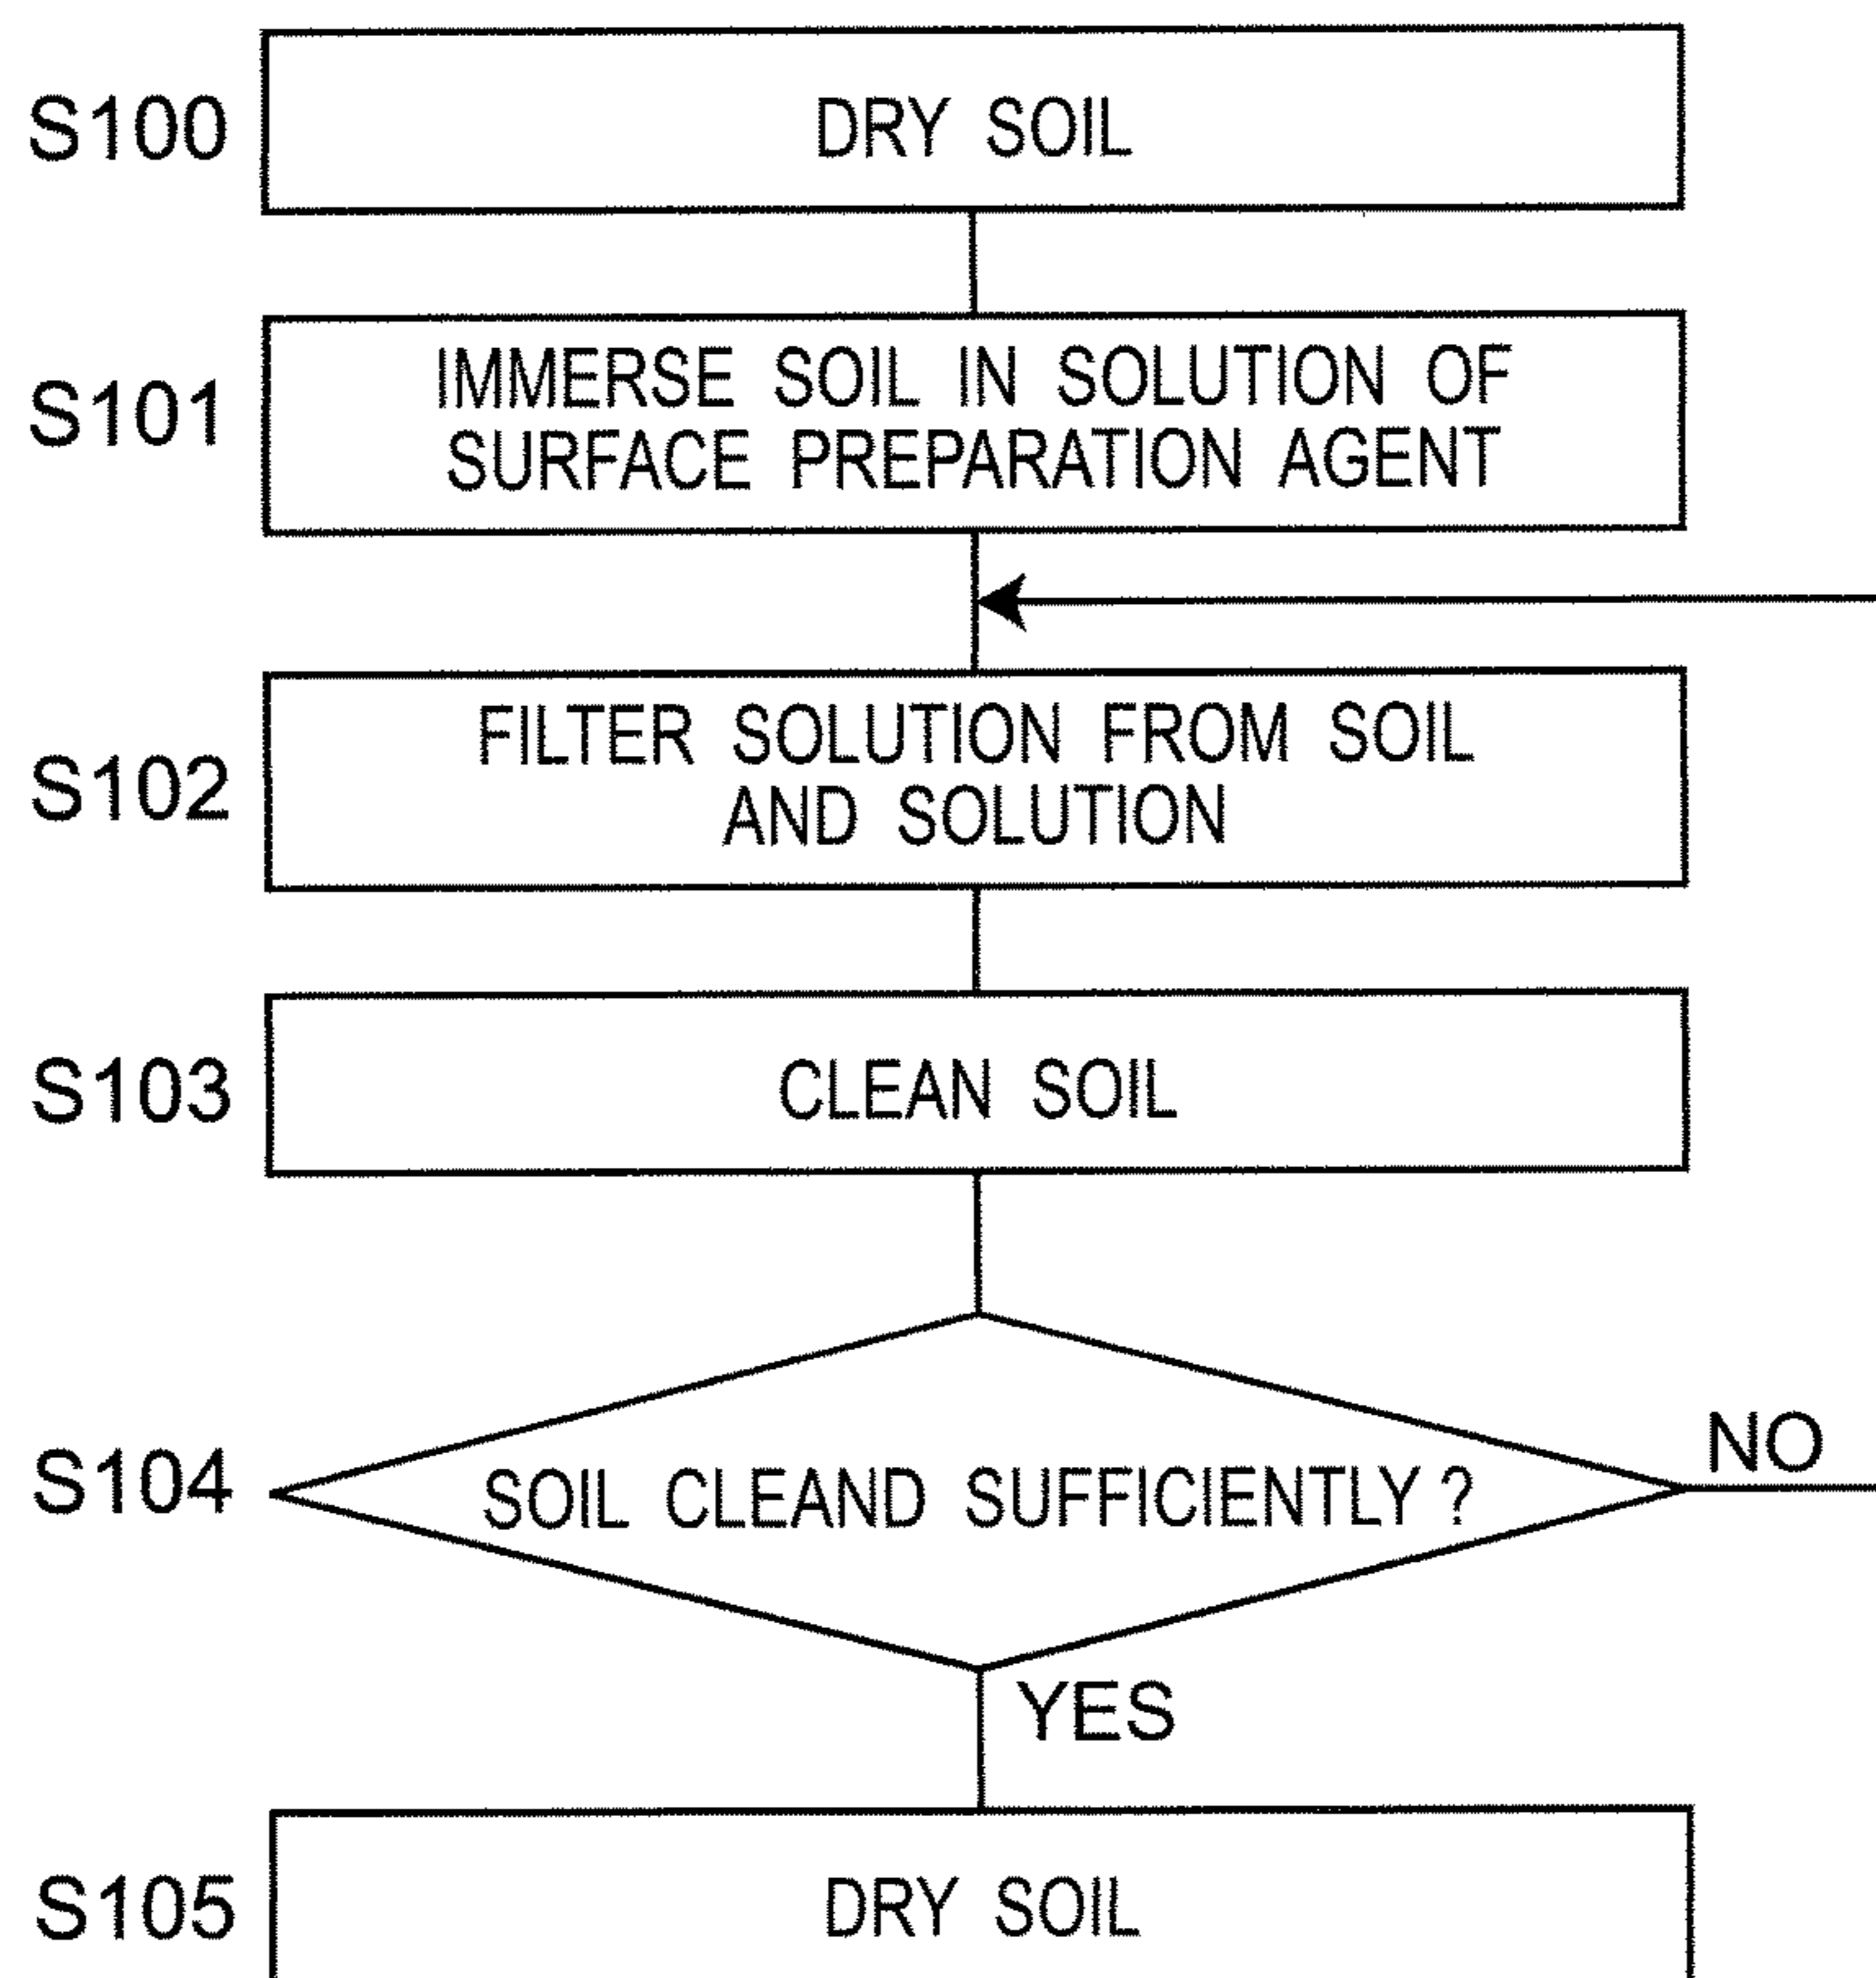 S100
DRY SOIL
S101
IMMERSE SOIL IN SOLUTION OF
SURFACE PREPARATION AGENT
S102
FILTER SOLUTION FROM SOIL
AND SOLUTION
S103
CLEAN SOIL
S104
SOIL CLEAND SUFFICIENTLY ?
NO
YES
S105
DRY SOIL